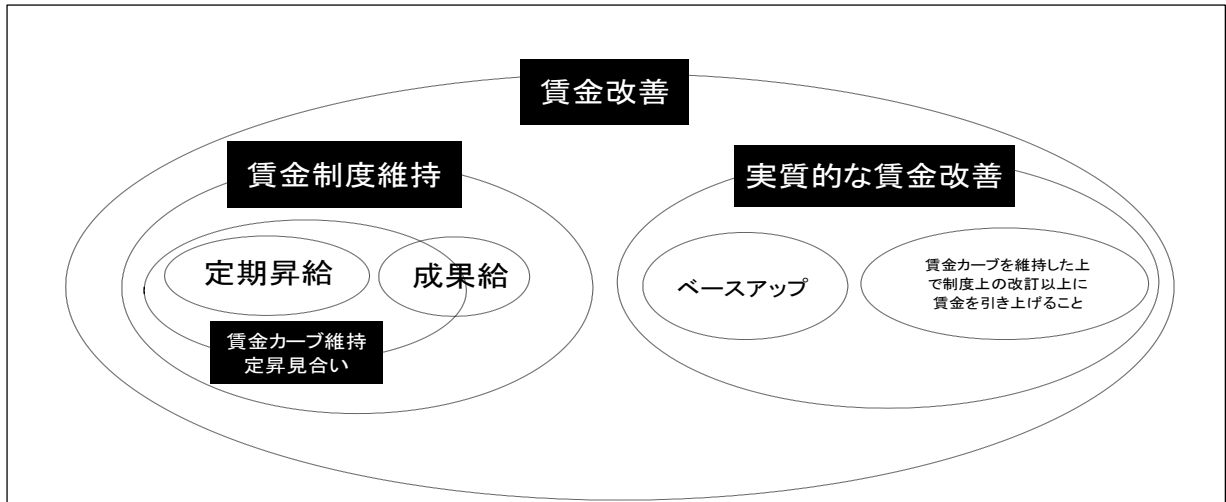 賃金改善
賃金制度維持
実質的な賃金改善
定期昇給
成果給
賃金カーブ維持
定昇見合い
ベースアップ
賃金カーブを維持した上
で制度上の改訂以上に
賃金を引き上げること